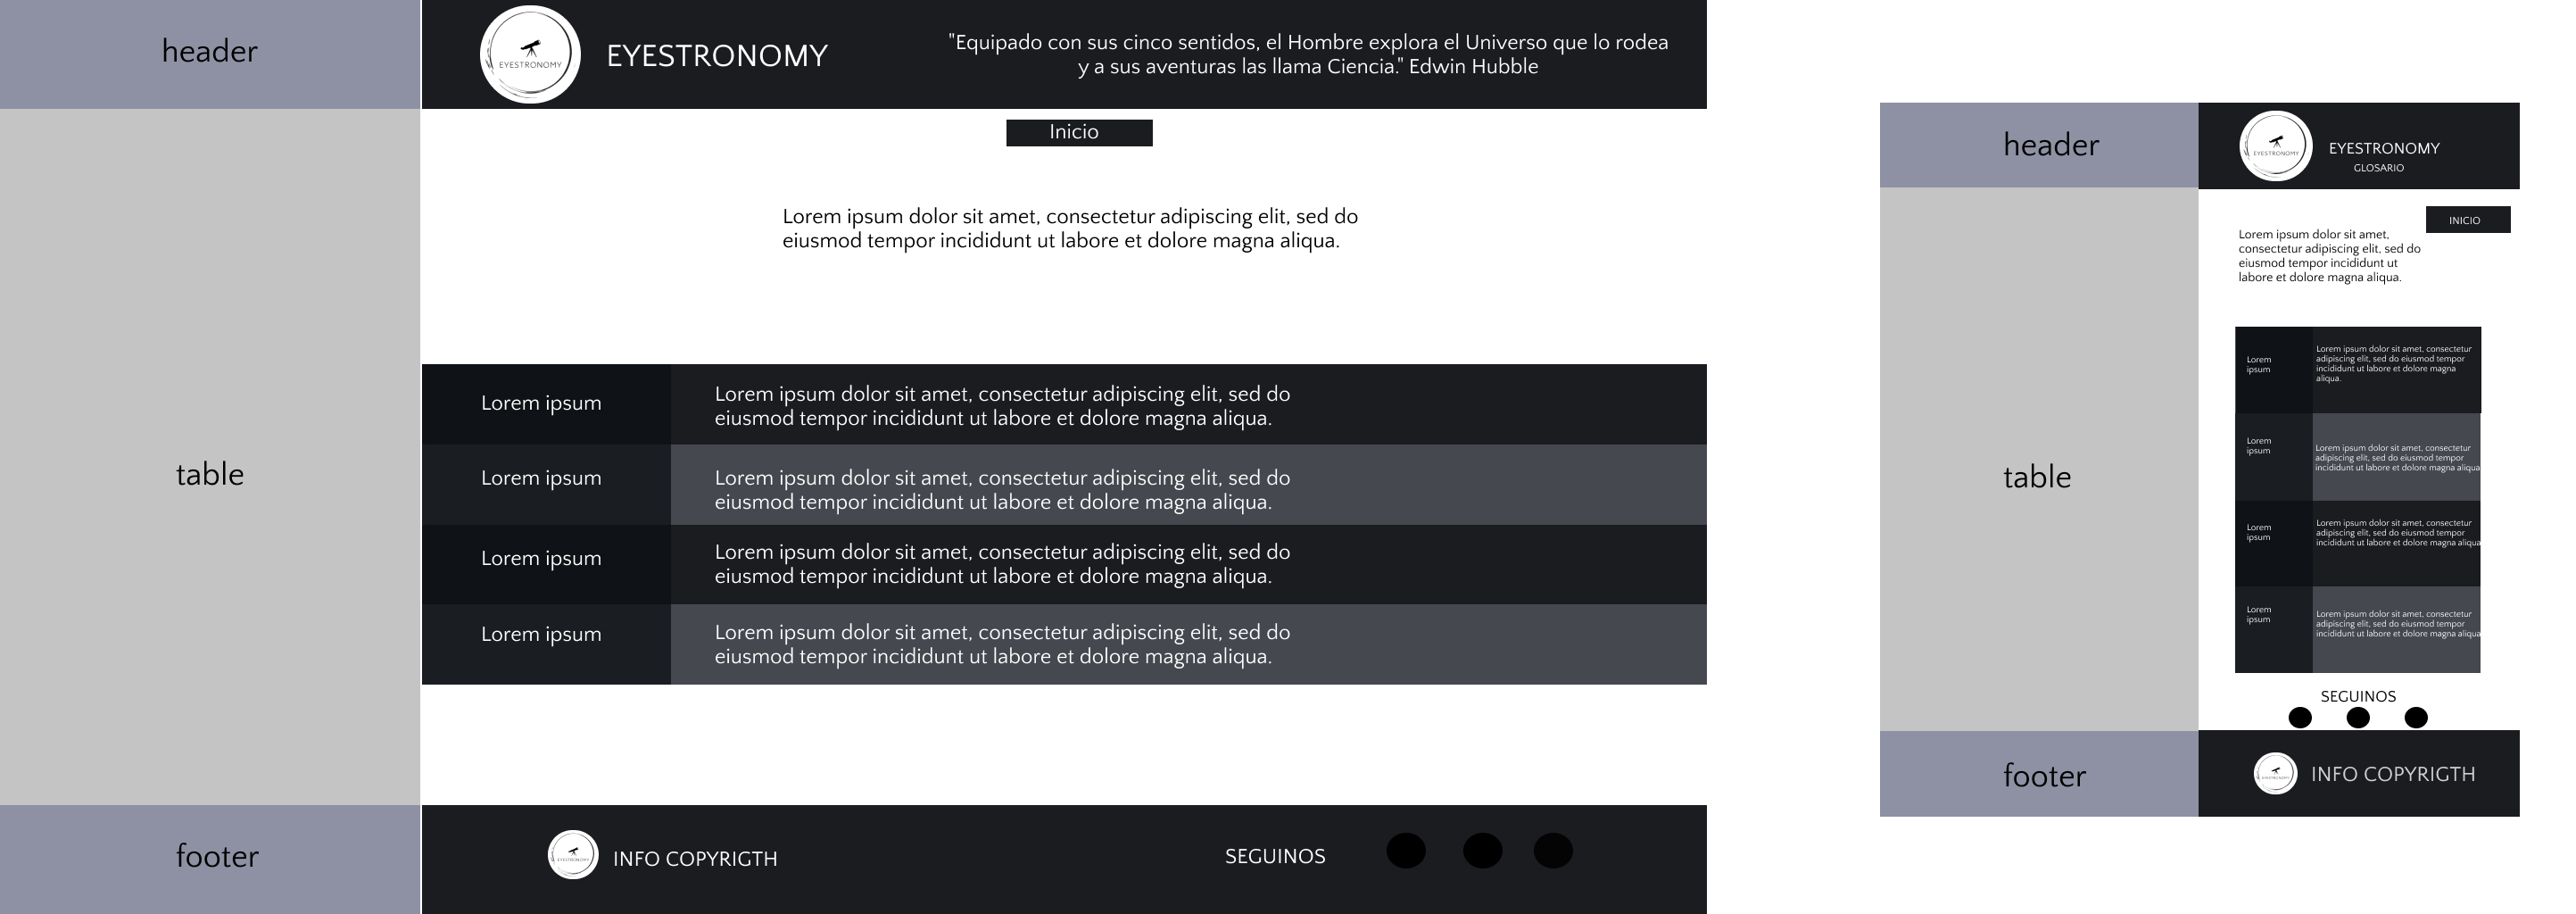 header
EYESTRONOMY
EYESTRONOMY
"Equipado con sus cinco sentidos, el Hombre explora el Universo que lo rodea
y a sus aventuras las llama Ciencia." Edwin Hubble
Inicio
Lorem ipsum dolor sit amet, consectetur adipiscing elit, sed do
eiusmod tempor incididunt ut labore et dolore magna aliqua.
table
Lorem ipsum
Lorem ipsum dolor sit amet, consectetur adipiscing elit, sed do
eiusmod tempor incididunt ut labore et dolore magna aliqua.
Lorem ipsum
Lorem ipsum dolor sit amet, consectetur adipiscing elit, sed do
eiusmod tempor incididunt ut labore et dolore magna aliqua.
Lorem ipsum
Lorem ipsum dolor sit amet, consectetur adipiscing elit, sed do
eiusmod tempor incididunt ut labore et dolore magna aliqua.
Lorem ipsum
Lorem ipsum dolor sit amet, consectetur adipiscing elit, sed do
eiusmod tempor incididunt ut labore et dolore magna aliqua.
footer
EYESTRONOMY
INFO COPYRIGTH
SEGUINOS
header
EYESTRONOMY
EYESTRONOMY
GLOSARIO
INICIO
Lorem ipsum dolor sit amet,
consectetur adipiscing elit, sed do
eiusmod tempor incididunt ut
labore et dolore magna aliqua.
table
Lorem
ipsum
Lorem ipsum dolor sit amet, consectetur
adipiscing elit, sed do eiusmod tempor
incididunt ut labore et dolore magna
aliqua.
Lorem
ipsum
Lorem ipsum dolor sit amet, consectetur
adipiscing elit, sed do eiusmod tempor
incididunt ut labore et dolore magna aliqua
Lorem
ipsum
Lorem ipsum dolor sit amet, consectetur
adipiscing elit, sed do eiusmod tempor
incididunt ut labore et dolore magna aliqua
Lorem
ipsum
Lorem ipsum dolor sit amet, consectetur
adipiscing elit, sed do eiusmod tempor
incididunt ut labore et dolore magna aliqua
SEGUINOS
footer
EYESTRONOMY
INFO COPYRIGTH